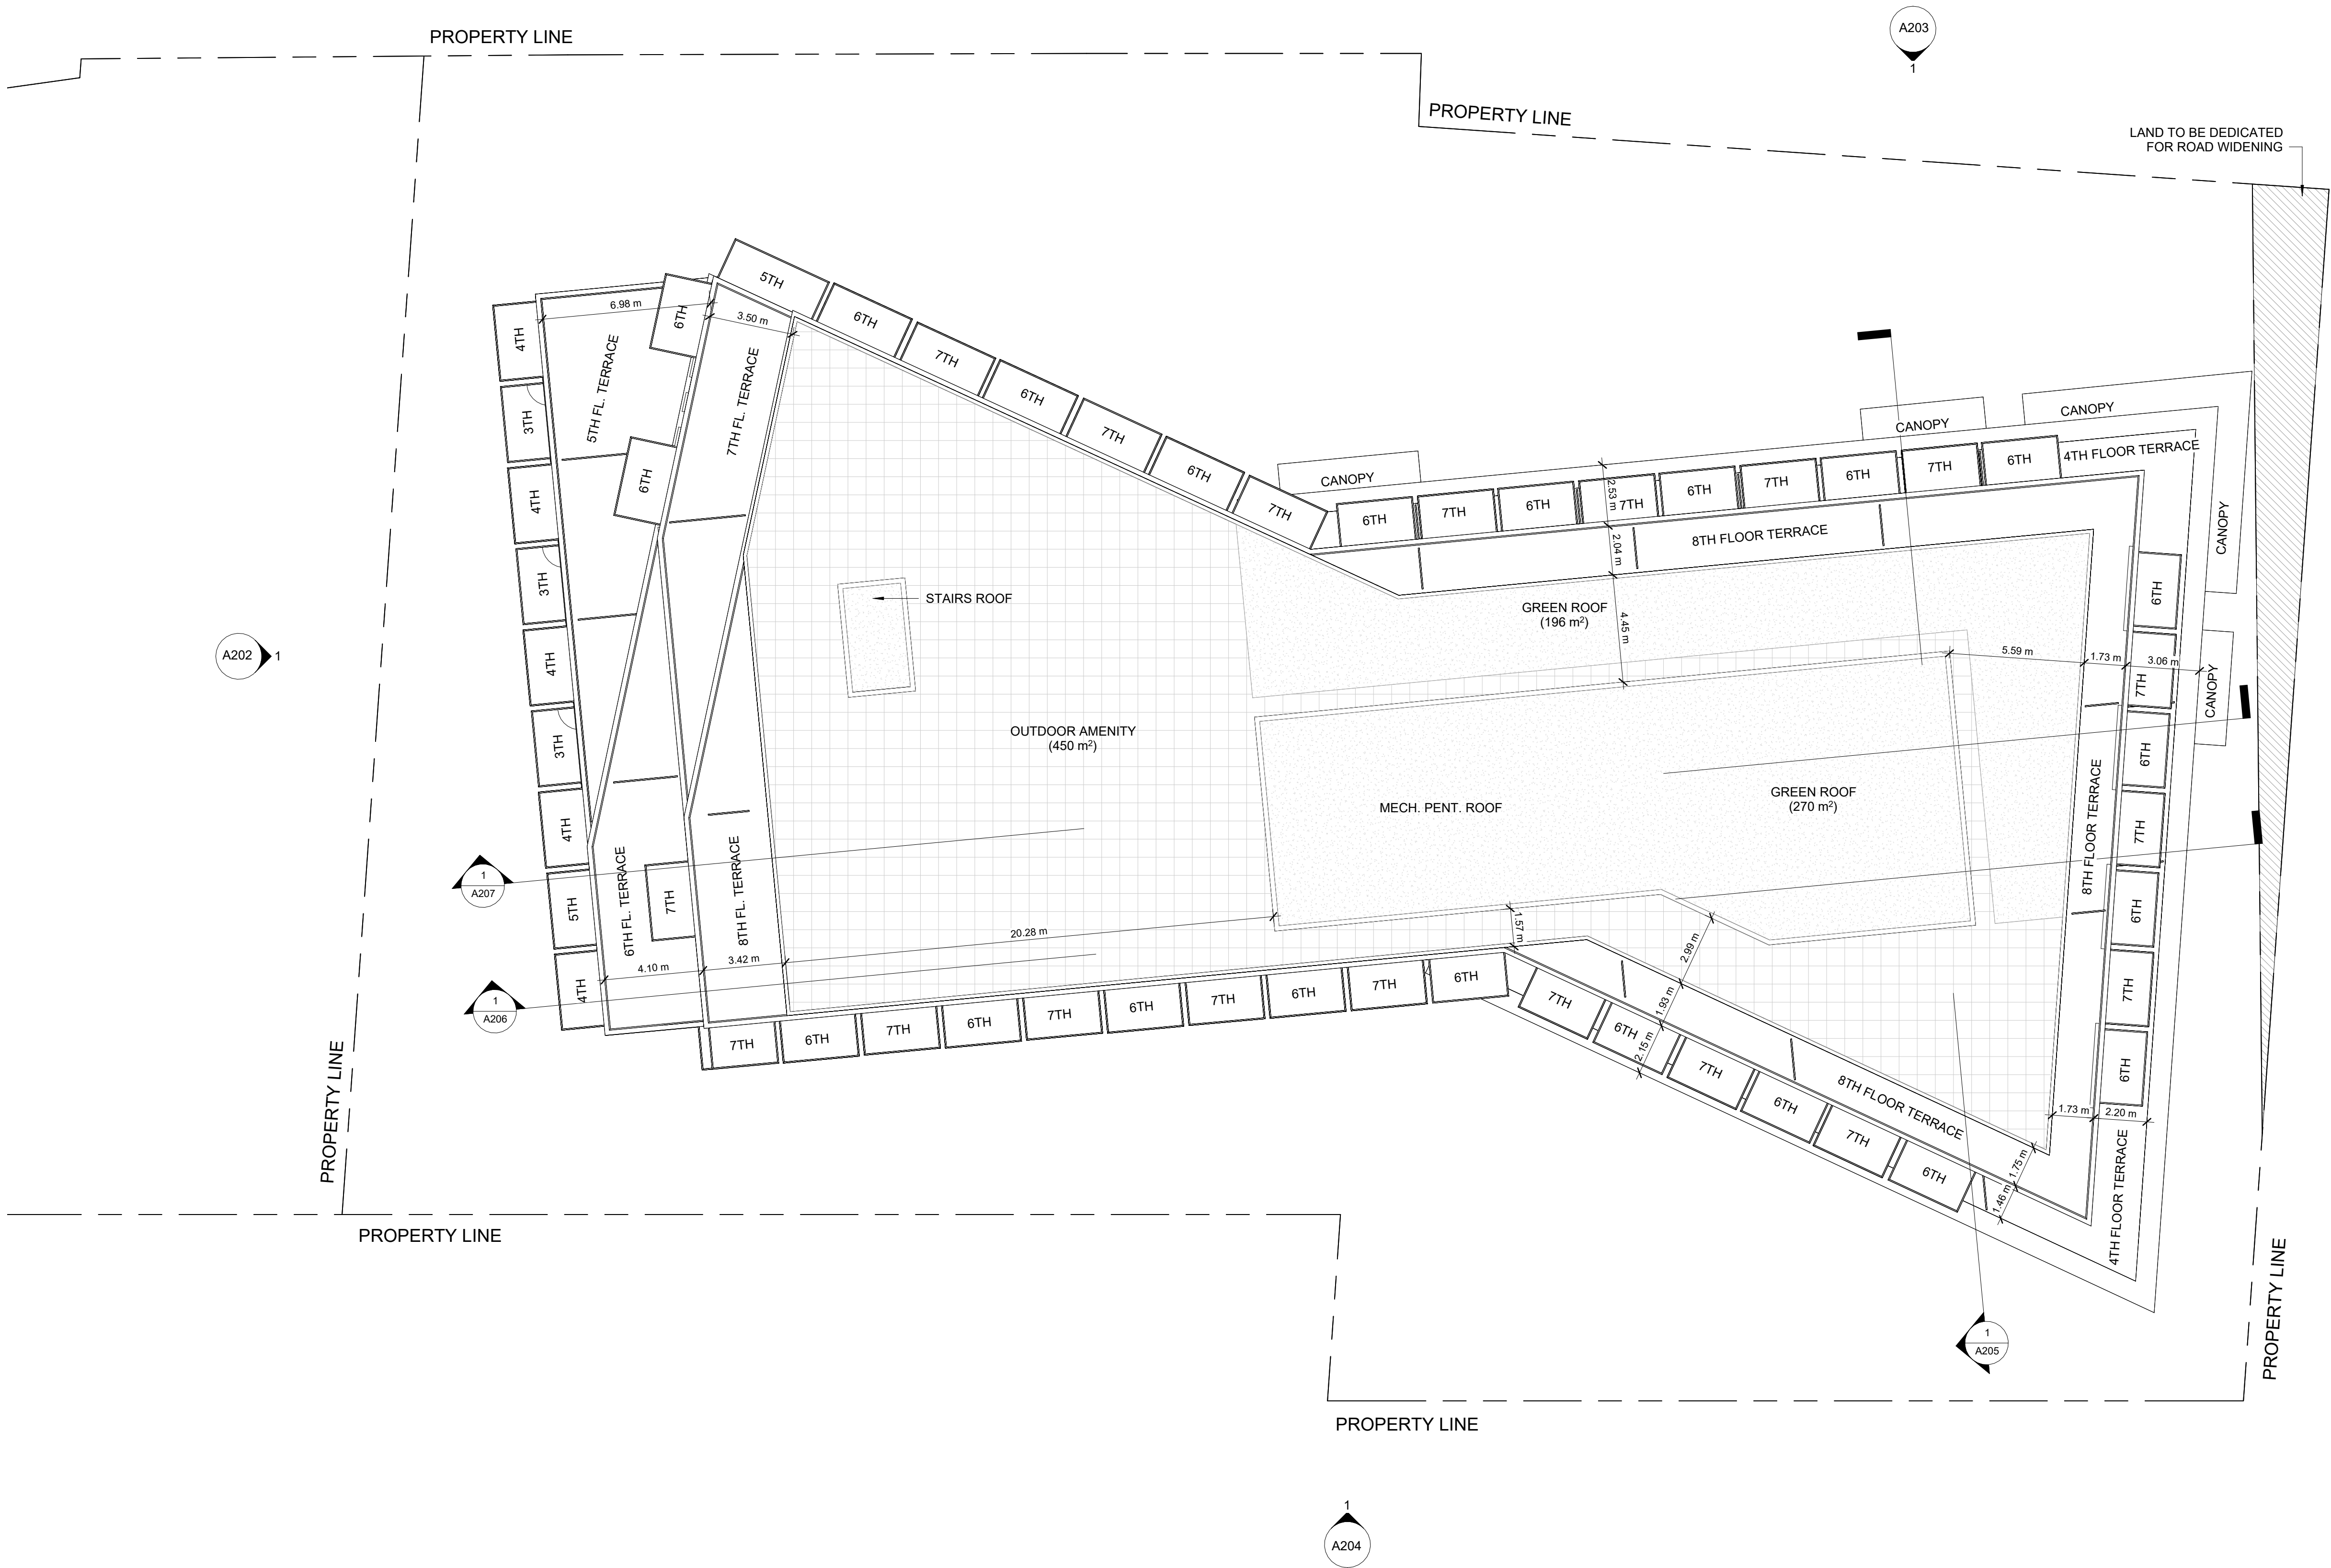 A203
1
PROPERTY LINE
PROPERTY LINE
LAND TO BE DEDICATED
FOR ROAD WIDENING
5TH
6TH
7TH
6TH
7TH
6TH
7TH
6.98 m
3.50 m
6TH
6TH
5TH FL. TERRACE
7TH FL. TERRACE
4TH
3TH
4TH
3TH
4TH
3TH
4TH
5TH
4TH
CANOPY
CANOPY
CANOPY
CANOPY
CANOPY
6TH
7TH
6TH
7TH
6TH
7TH
6TH
7TH
6TH
4TH FLOOR TERRACE
2.53 m
2.04 m
8TH FLOOR TERRACE
STAIRS ROOF
GREEN ROOF
(196 m²)
4.45 m
5.59 m
1.73 m
3.06 m
A202
1
OUTDOOR AMENITY
(450 m²)
MECH. PENT. ROOF
GREEN ROOF
(270 m²)
6TH
7TH
6TH
7TH
6TH
7TH
6TH
8TH FLOOR TERRACE
1
A207
1
A206
6TH FL. TERRACE
7TH
8TH FL. TERRACE
4.10 m
3.42 m
20.28 m
1.57 m
2.99 m
1.93 m
2.15 m
7TH
6TH
7TH
6TH
7TH
6TH
7TH
6TH
7TH
6TH
7TH
6TH
7TH
6TH
7TH
6TH
8TH FLOOR TERRACE
1.73 m
2.20 m
1.75 m
1.46 m
4TH FLOOR TERRACE
PROPERTY LINE
PROPERTY LINE
PROPERTY LINE
1
A205
PROPERTY LINE
1
A204